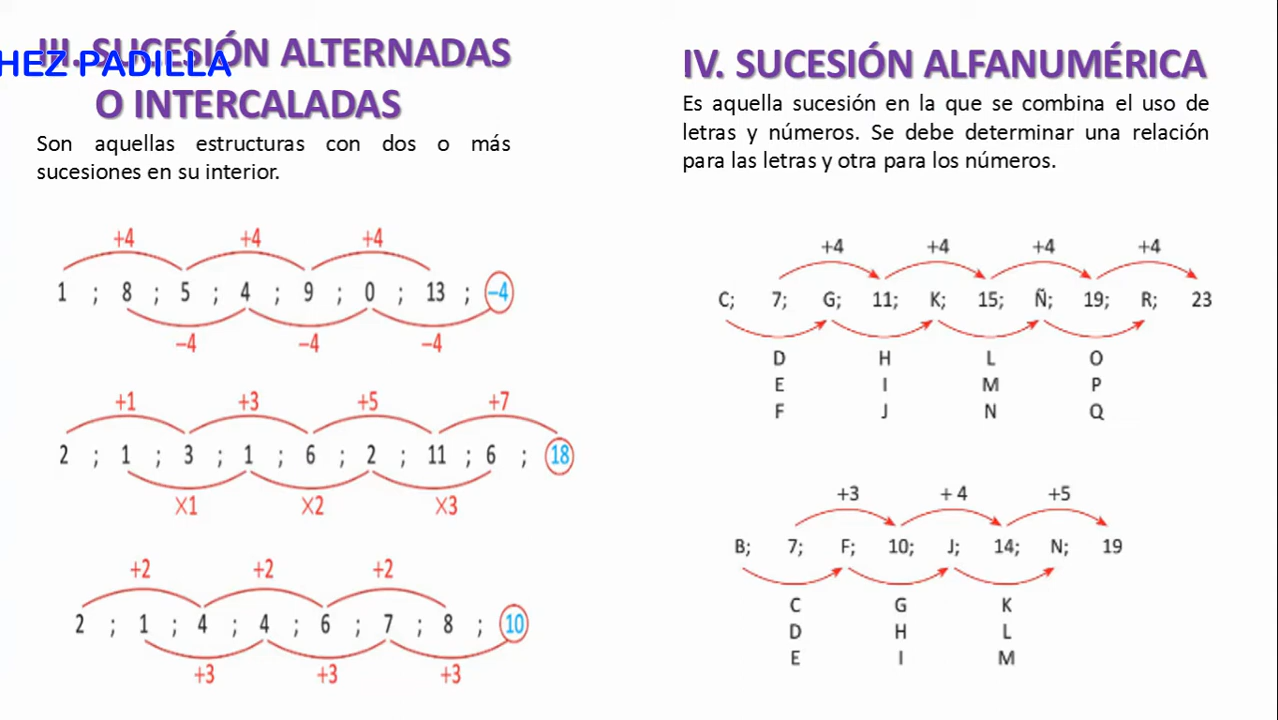 III. SUCESIÓN ALTERNADAS
HEZ PADILLA
O INTERCALADAS
Son aquellas estructuras con dos o más
sucesiones en su interior.
+4 +4 +4
1 ; 8 ; 5 ; 4 ; 9 ; 0 ; 13 ; –4
–4 –4 –4
+1 +3 +5 +7
2 ; 1 ; 3 ; 1 ; 6 ; 2 ; 11 ; 6 ; 18
X1 X2 X3
+2 +2 +2
2 ; 1 ; 4 ; 4 ; 6 ; 7 ; 8 ; 10
+3 +3 +3
IV. SUCESIÓN ALFANUMÉRICA
Es aquella sucesión en la que se combina el uso de
letras y números. Se debe determinar una relación
para las letras y otra para los números.
+4 +4 +4 +4
C; 7; G; 11; K; 15; Ñ; 19; R; 23
D H L O
E I M P
F J N Q
+3 + 4 +5
B; 7; F; 10; J; 14; N; 19
C G K
D H L
E I M